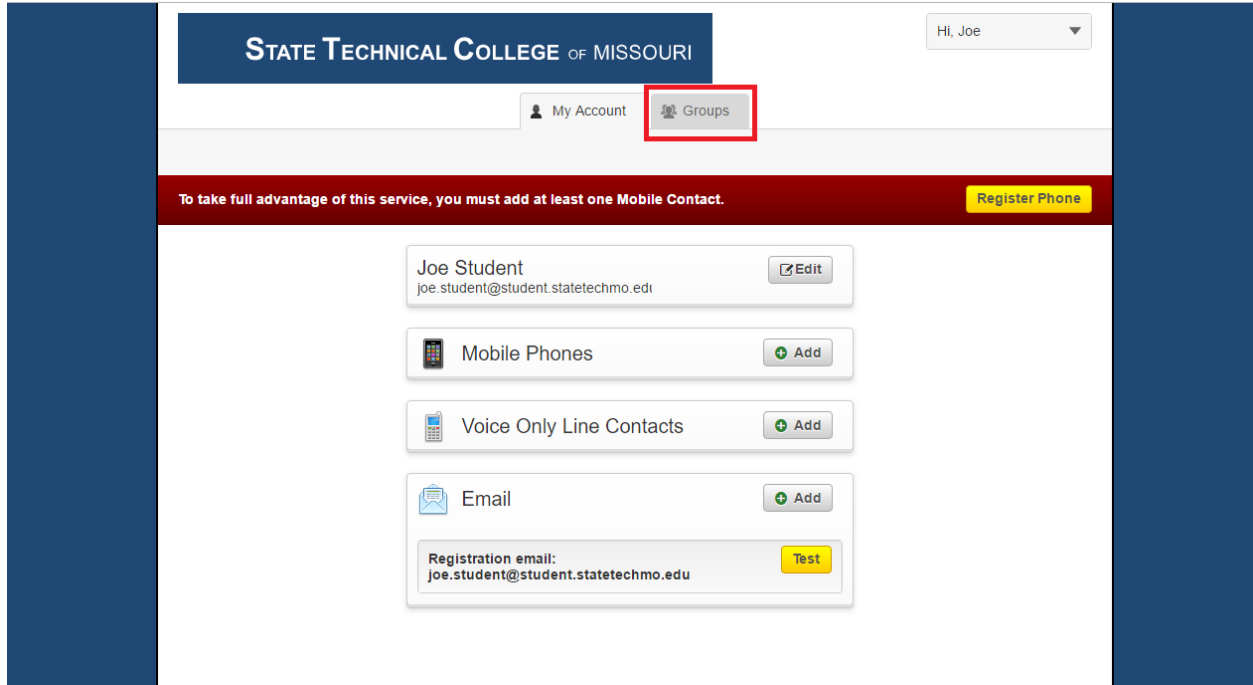 STATE TECHNICAL COLLEGE OF MISSOURI
Hi, Joe
My Account
Groups
To take full advantage of this service, you must add at least one Mobile Contact.
Register Phone
Joe Student
Edit
joe.student@student.statetechmo.edu
Mobile Phones
Add
Voice Only Line Contacts
Add
Email
Add
Registration email:
Test
joe.student@student.statetechmo.edu